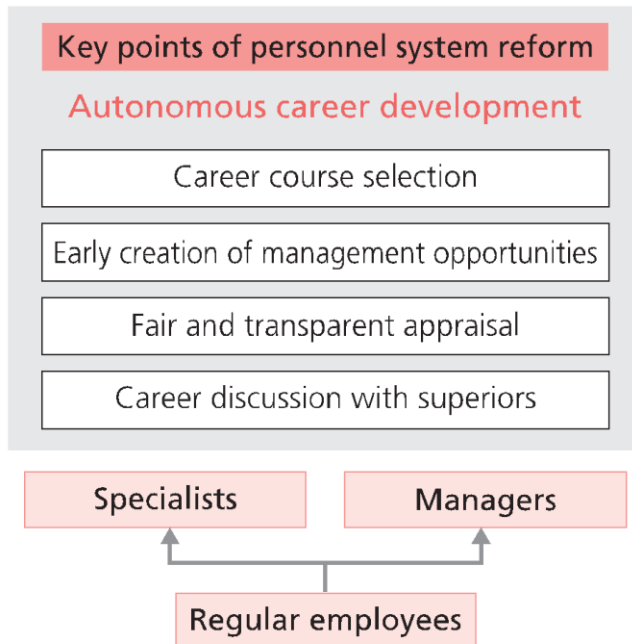 Key points of personnel system reform
Autonomous career development
Career course selection
Early creation of management opportunities
Fair and transparent appraisal
Career discussion with superiors
Specialists
Managers
Regular employees